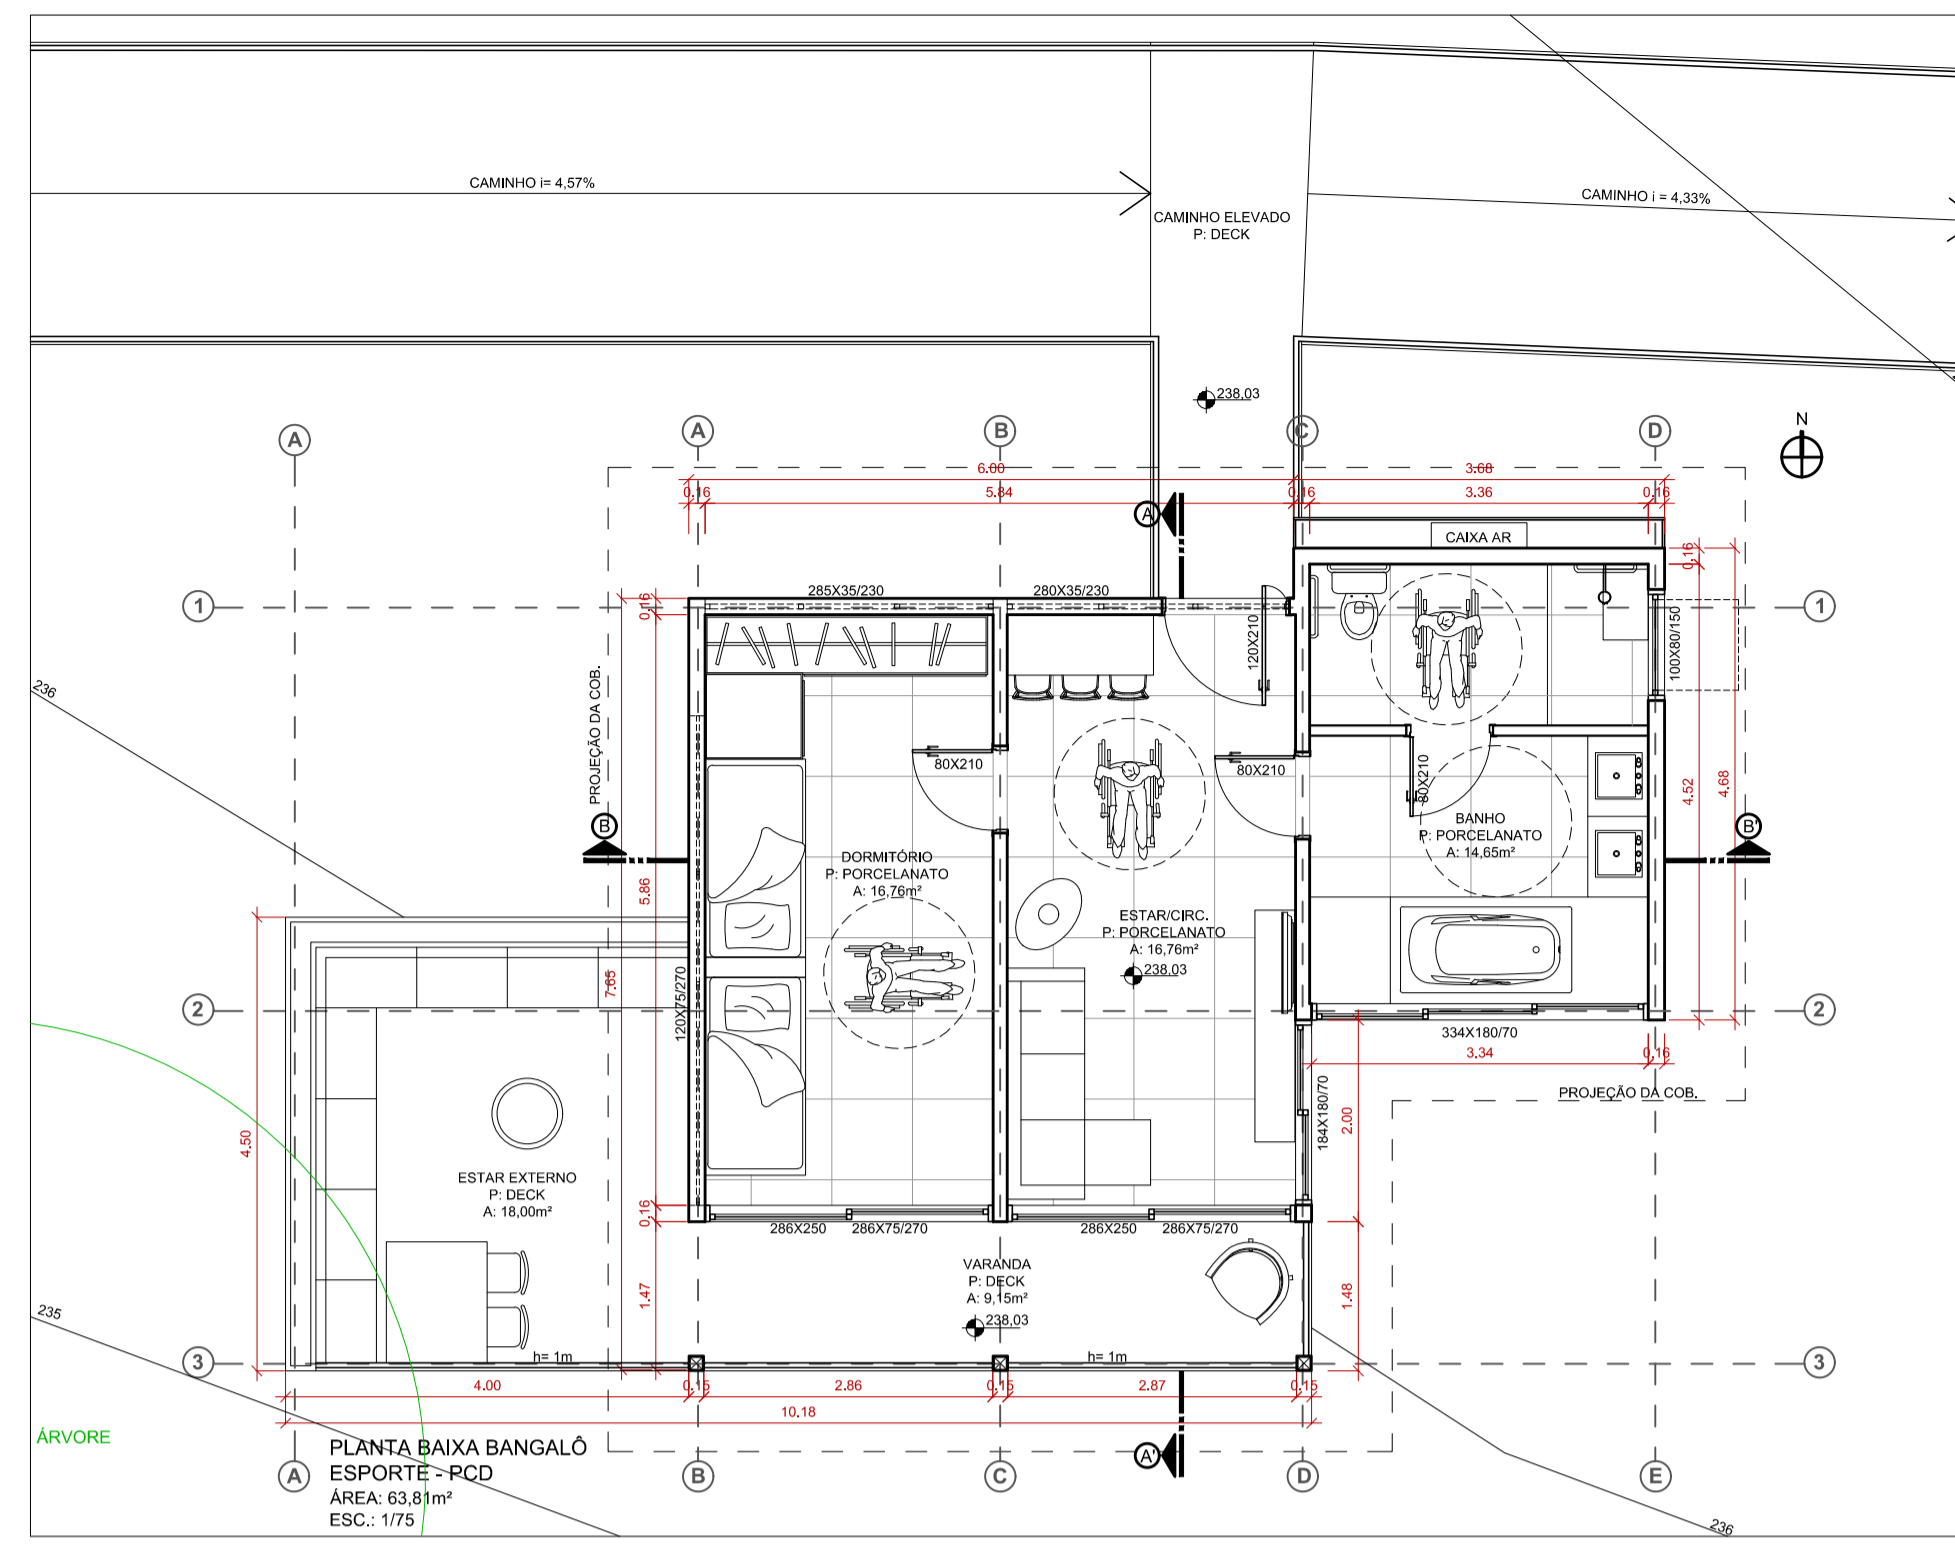 CAMINHO i= 4,57%
CAMINHO i = 4,33%
CAMINHO ELEVADO
P: DECK
238,03
N
A
A
B
C
D
6.00
3.68
0.16
5.84
0.16
3.36
0.16
A
CAIXA AR
0.16
285X35/230
280X35/230
1
0.16
120X210
100X80/150
1
236
PROJEÇÃO DA COB.
80X210
80X210
80X210
4.52
4.68
B
B'
BANHO
P: PORCELANATO
A: 14,65m²
DORMITÓRIO
P: PORCELANATO
A: 16,76m²
5.86
ESTAR/CIRC.
P: PORCELANATO
A: 16,76m²
238,03
7.65
120X75/270
2
2
334X180/70
3.34
0.16
PROJEÇÃO DA COB.
184X180/70
2.00
4.50
ESTAR EXTERNO
P: DECK
A: 18,00m²
0.16
286X250
286X75/270
286X250
286X75/270
VARANDA
P: DECK
A: 9,15m²
238,03
1.47
1.48
235
3
h= 1m
h= 1m
3
4.00
0.15
2.86
0.15
2.87
0.15
10.18
ÁRVORE
PLANTA BAIXA BANGALÔ
ESPORTE - PCD
ÁREA: 63,81m²
ESC.: 1/75
A
B
C
A'
D
E
236